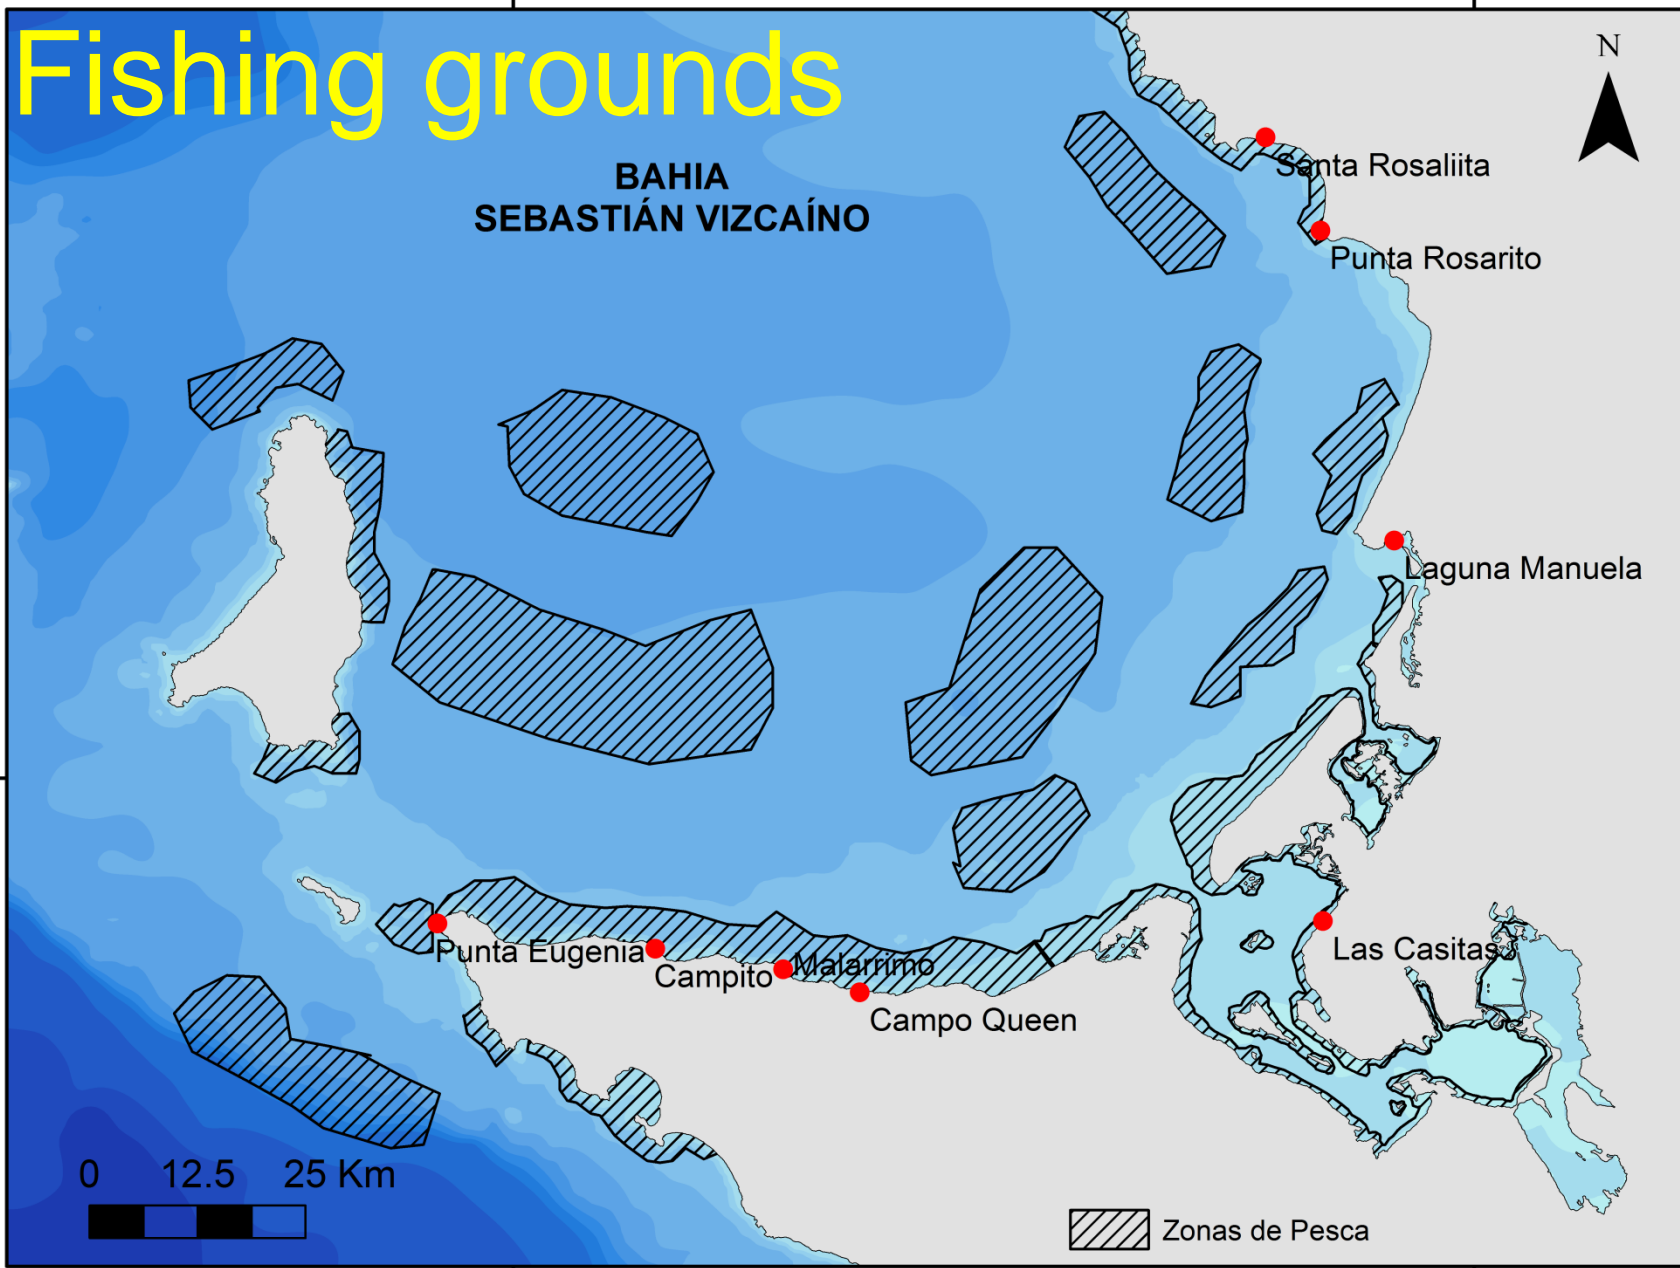 Fishing grounds
BAHIA
SEBASTIÁN VIZCAÍNO
N
Santa Rosaliita
Punta Rosarito
Laguna Manuela
Punta Eugenia
Campito
Malarrimo
Campo Queen
Las Casitas
0 12.5 25 Km
Zonas de Pesca